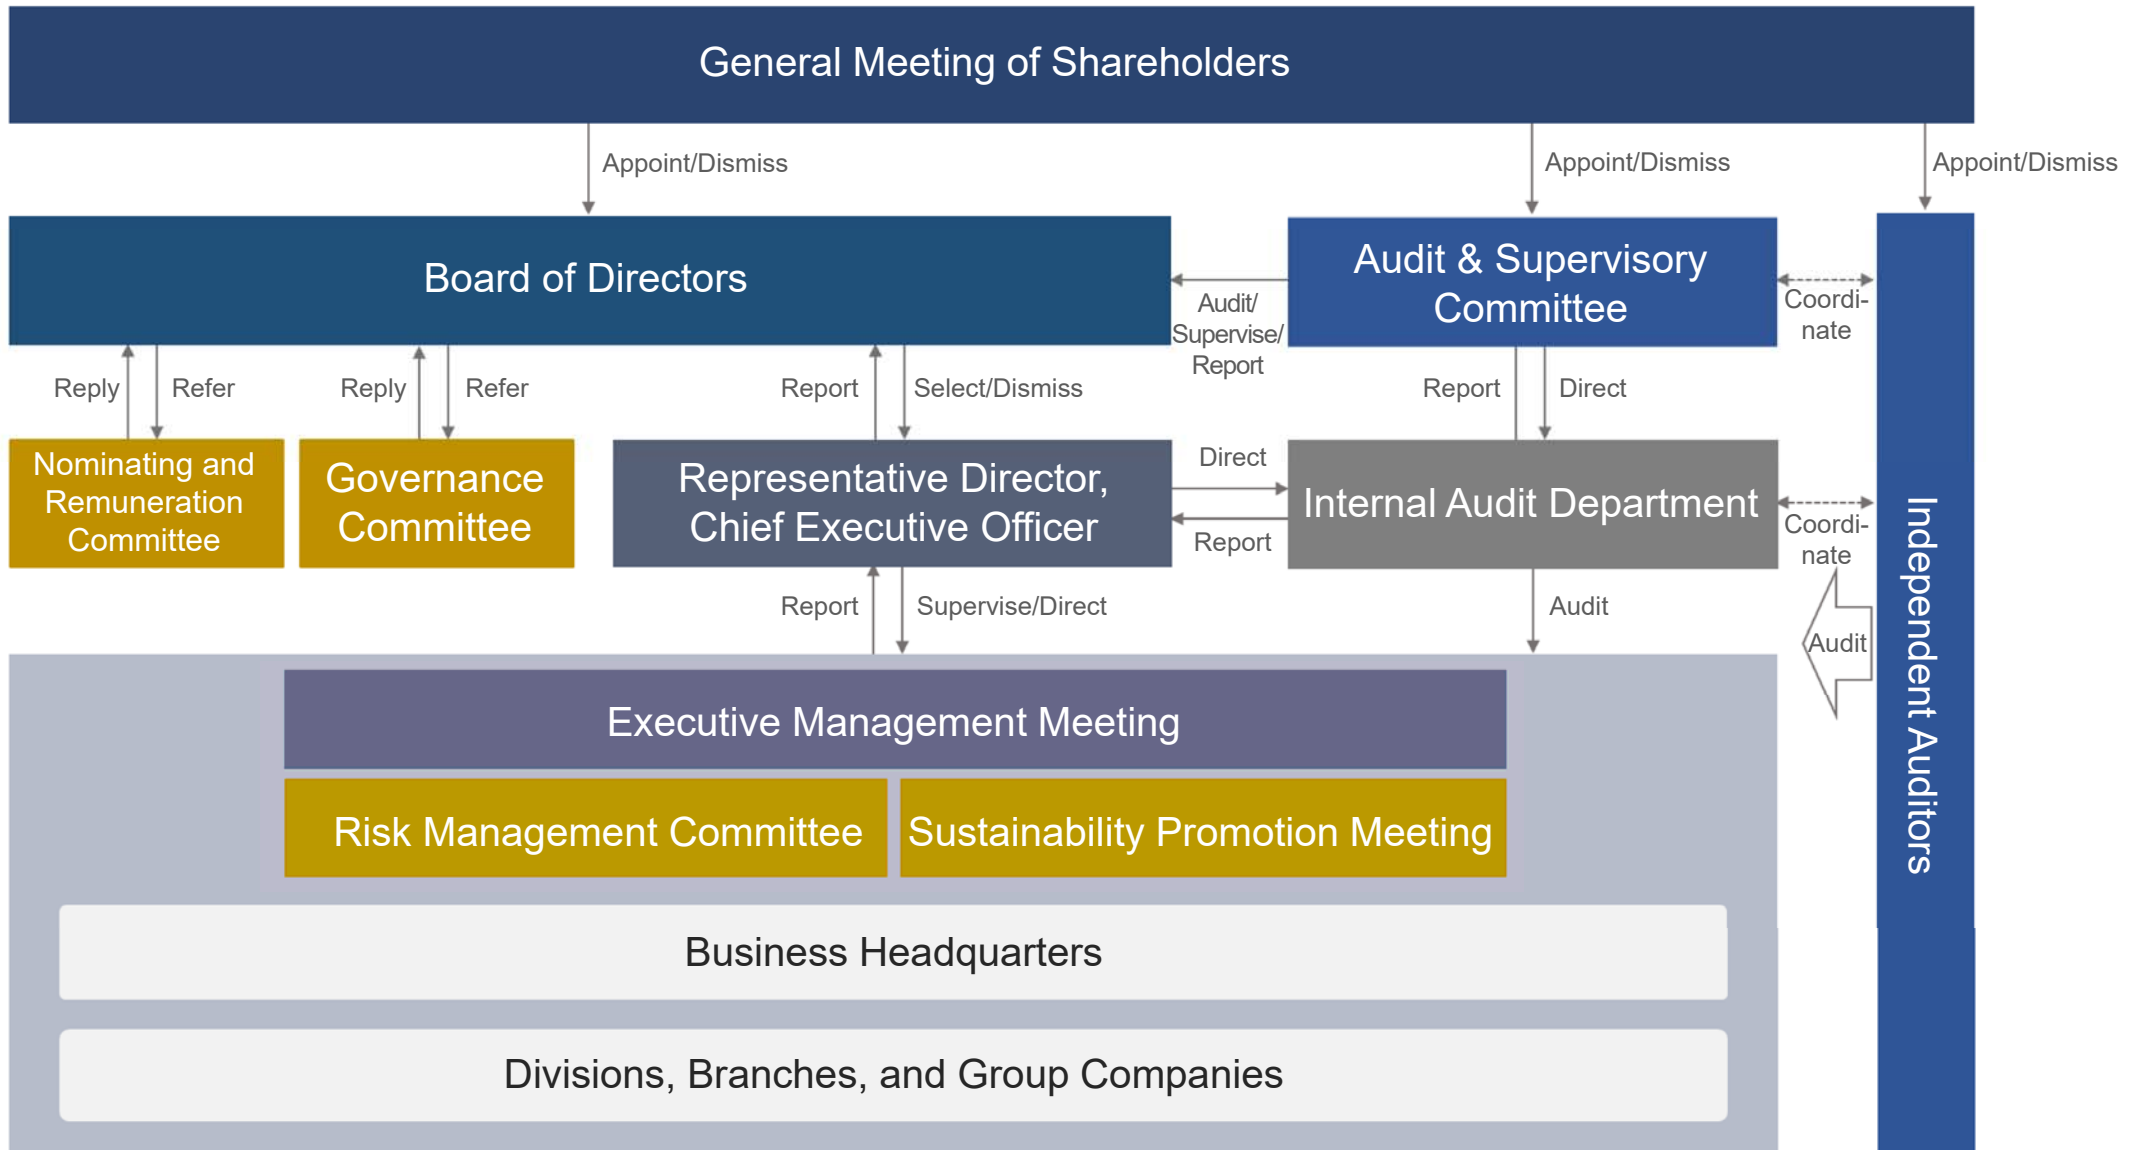 General Meeting of Shareholders
Appoint/Dismiss
Appoint/Dismiss
Appoint/Dismiss
Board of Directors
Audit & Supervisory
Committee
Audit/
Supervise/
Report
Coordi-
nate
Reply
Refer
Reply
Refer
Report
Select/Dismiss
Report
Direct
Nominating and
Remuneration
Committee
Governance
Committee
Representative Director,
Chief Executive Officer
Direct
Report
Internal Audit Department
Coordi-
nate
Independent Auditors
Report
Supervise/Direct
Audit
Audit
Executive Management Meeting
Risk Management Committee
Sustainability Promotion Meeting
Business Headquarters
Divisions, Branches, and Group Companies